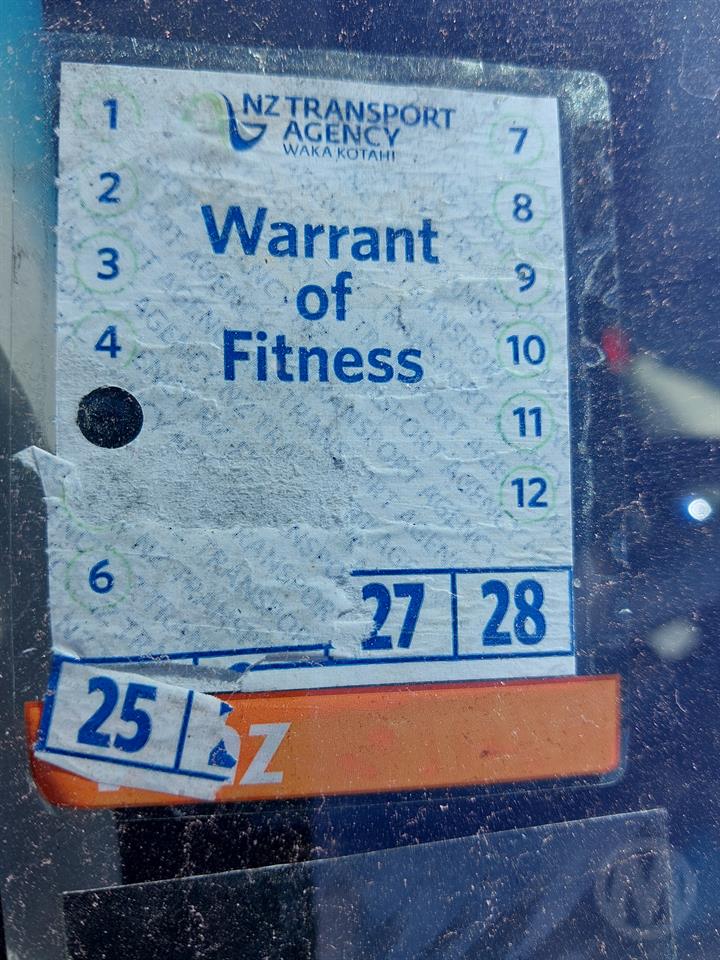 NZ TRANSPORT
AGENCY
WAKA KOTAHI
Warrant
of
Fitness
1
2
3
4
6
7
8
9
10
11
12
27 28
25
nz